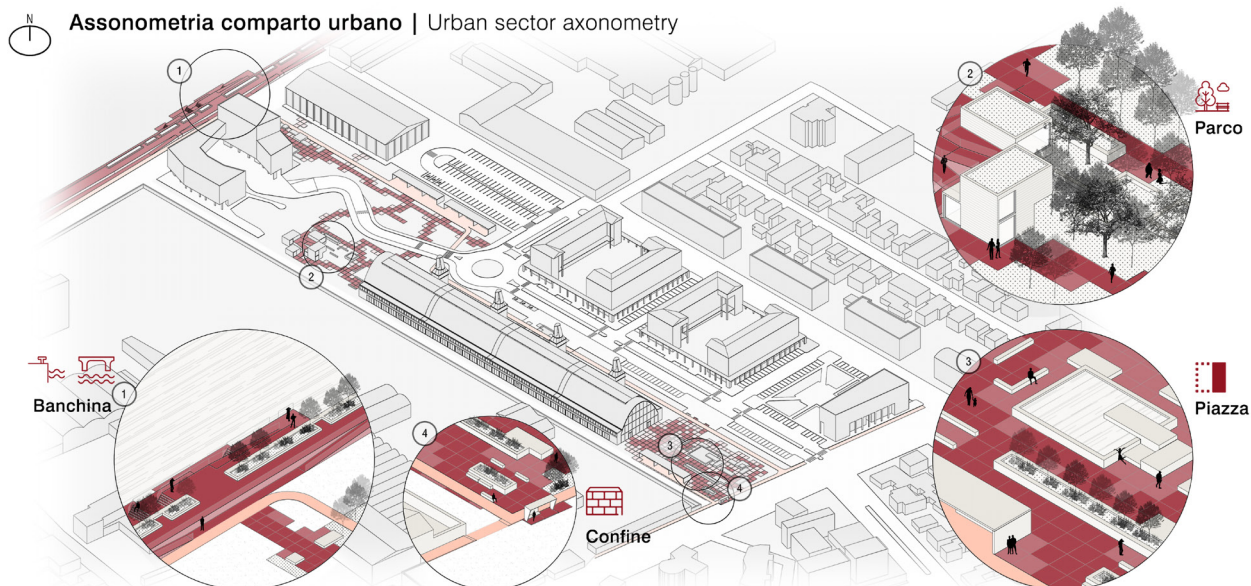 N
Assonometria comparto urbano | Urban sector axonometry
1
2
Parco
2
3
Piazza
Banchina
1
4
3
4
Confine